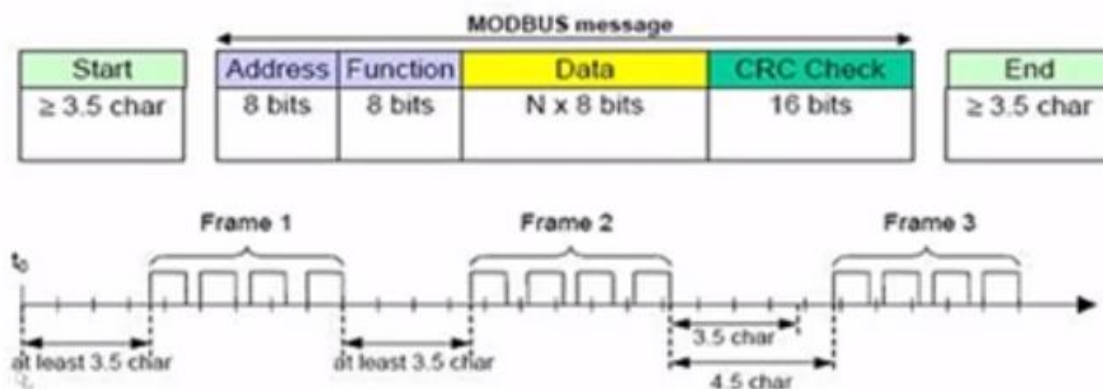 MODBUS message
Start Address Function Data CRC Check End
≥ 3.5 char 8 bits 8 bits N x 8 bits 16 bits ≥ 3.5 char
Frame 1 Frame 2 Frame 3
t0
3.5 char
at least 3.5 char at least 3.5 char
4.5 char